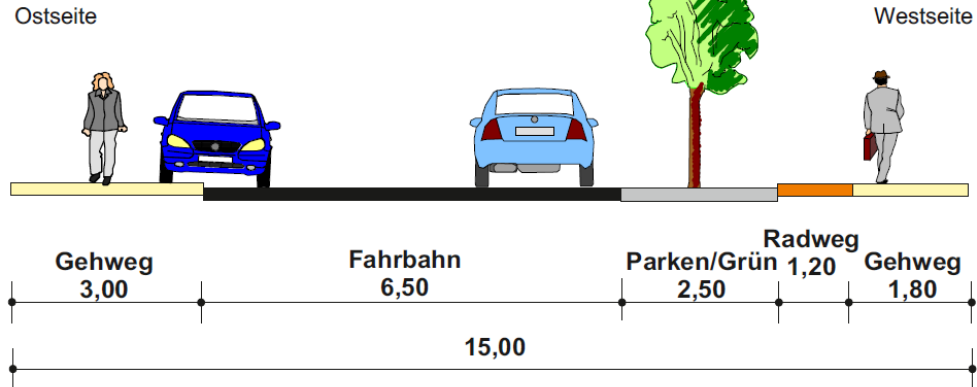 Ostseite
Westseite
Gehweg
3,00
Fahrbahn
6,50
Parken/Grün
2,50
Radweg
1,20
Gehweg
1,80
15,00